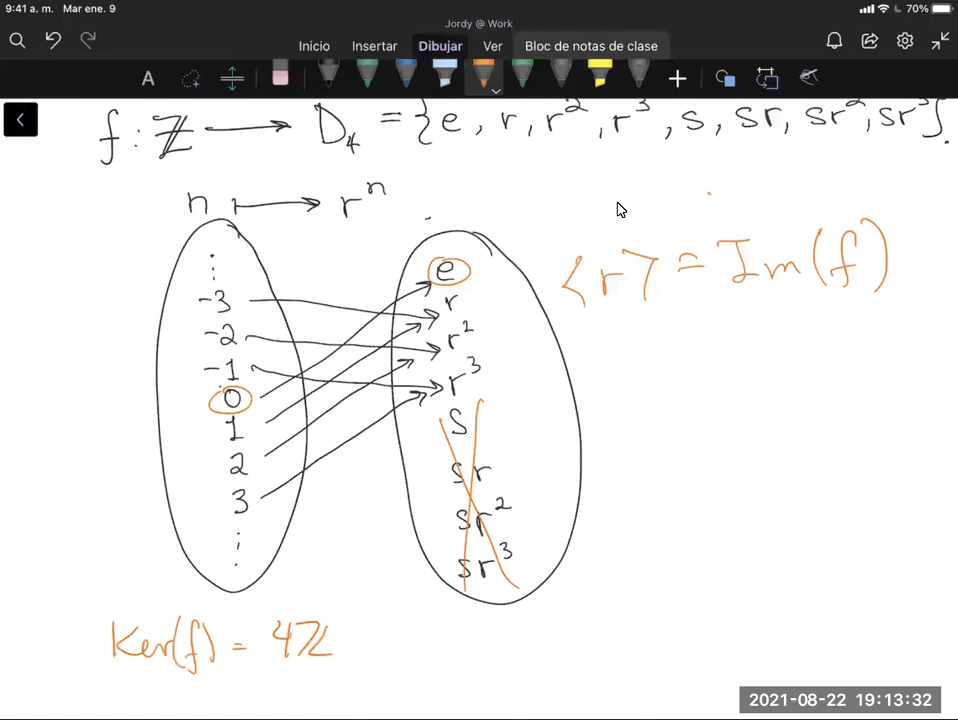 9:41 a. m. Mar ene. 9
70%
Jordy @ Work
Inicio Insertar Dibujar Ver Bloc de notas de clase
f : ℤ ⟶ D₄ = {e, r, r², r³, s, sr, sr², sr³}.
n ⟼ rⁿ
⟨r⟩ = Im(f)
⋮
-3
-2
-1
0
1
2
3
⋮
e
r
r²
r³
s
sr
sr²
sr³
Ker(f) = 4ℤ
2021-08-22 19:13:32